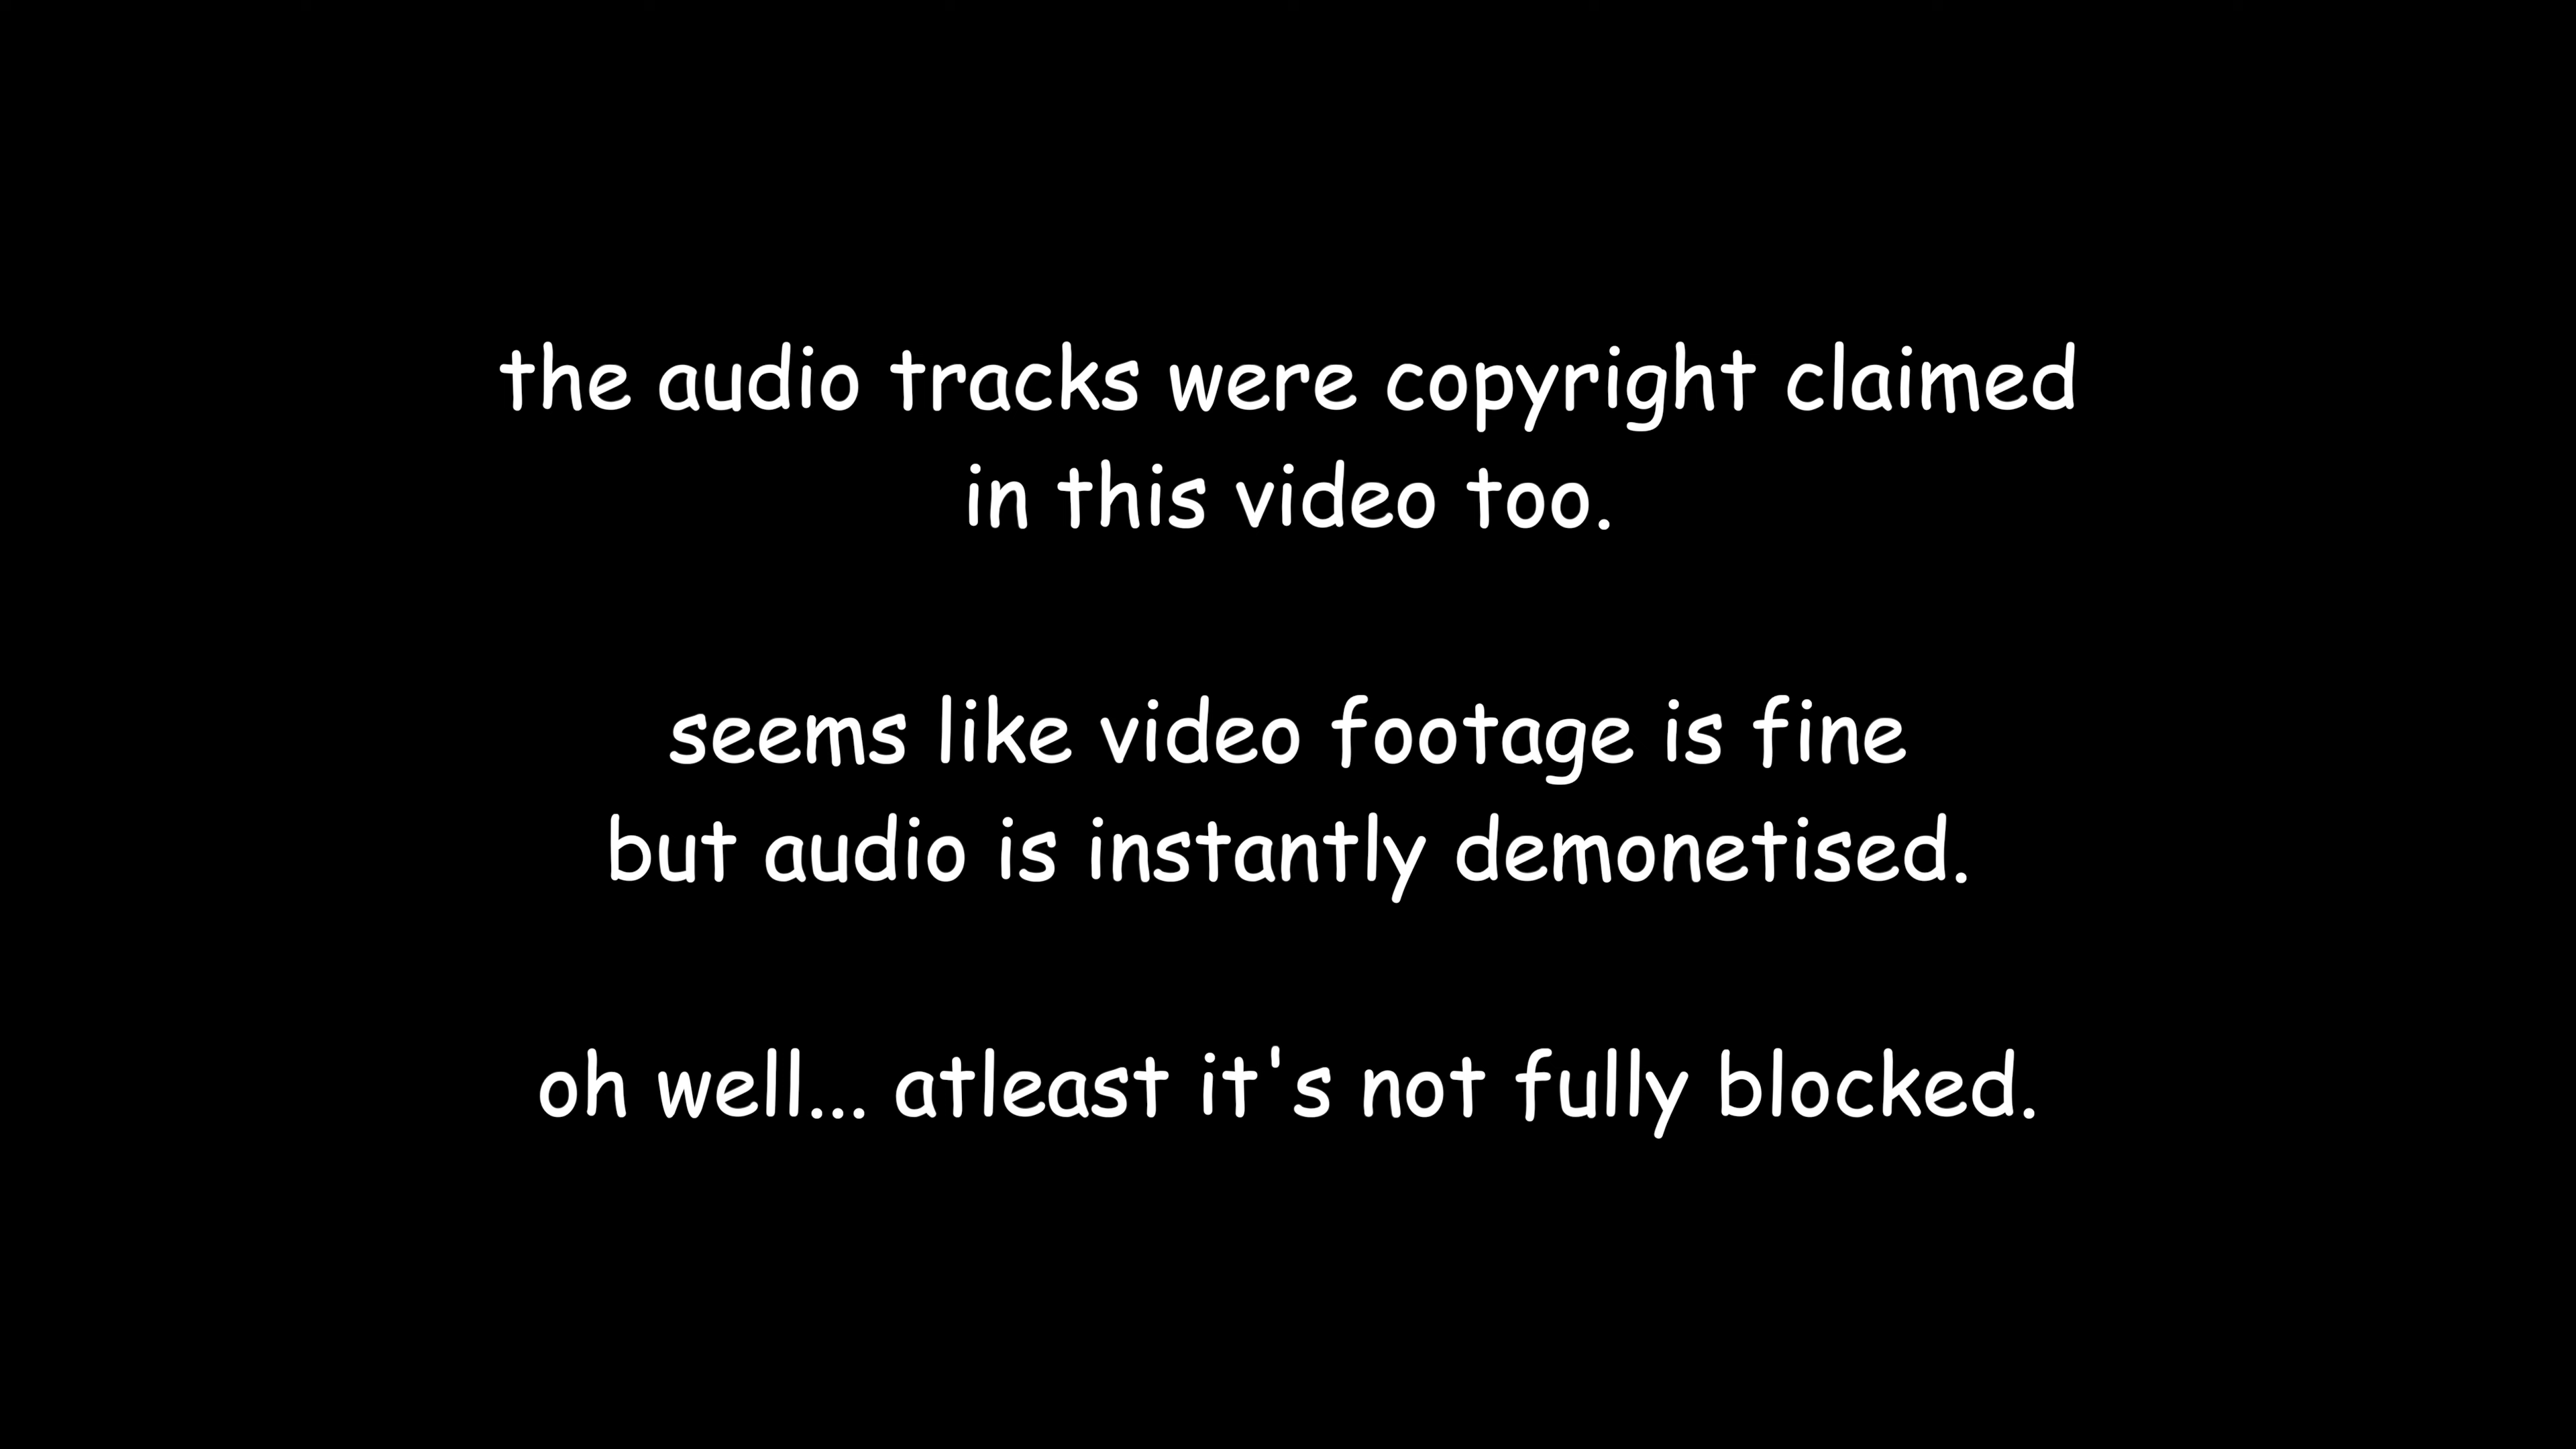 the audio tracks were copyright claimed
in this video too.
seems like video footage is fine
but audio is instantly demonetised.
oh well... atleast it's not fully blocked.